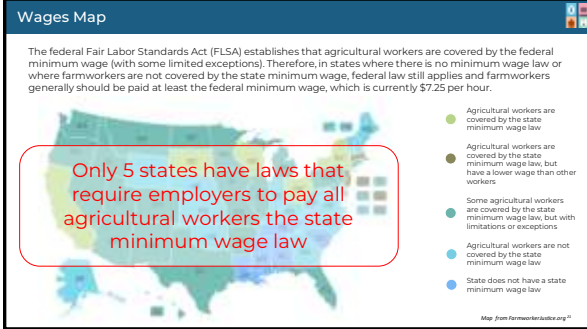 Wages Map
The federal Fair Labor Standards Act (FLSA) establishes that agricultural workers are covered by the federal
minimum wage (with some limited exceptions). Therefore, in states where there is no minimum wage law or
where farmworkers are not covered by the state minimum wage, federal law still applies and farmworkers
generally should be paid at least the federal minimum wage, which is currently $7.25 per hour.
Only 5 states have laws that
require employers to pay all
agricultural workers the state
minimum wage law
Agricultural workers are
covered by the state
minimum wage law
Agricultural workers are
covered by the state
minimum wage law, but
have a lower wage than other
workers
Some agricultural workers
are covered by the state
minimum wage law, but with
limitations or exceptions
Agricultural workers are not
covered by the state
minimum wage law
State does not have a state
minimum wage law
Map from FarmworkerJustice.org